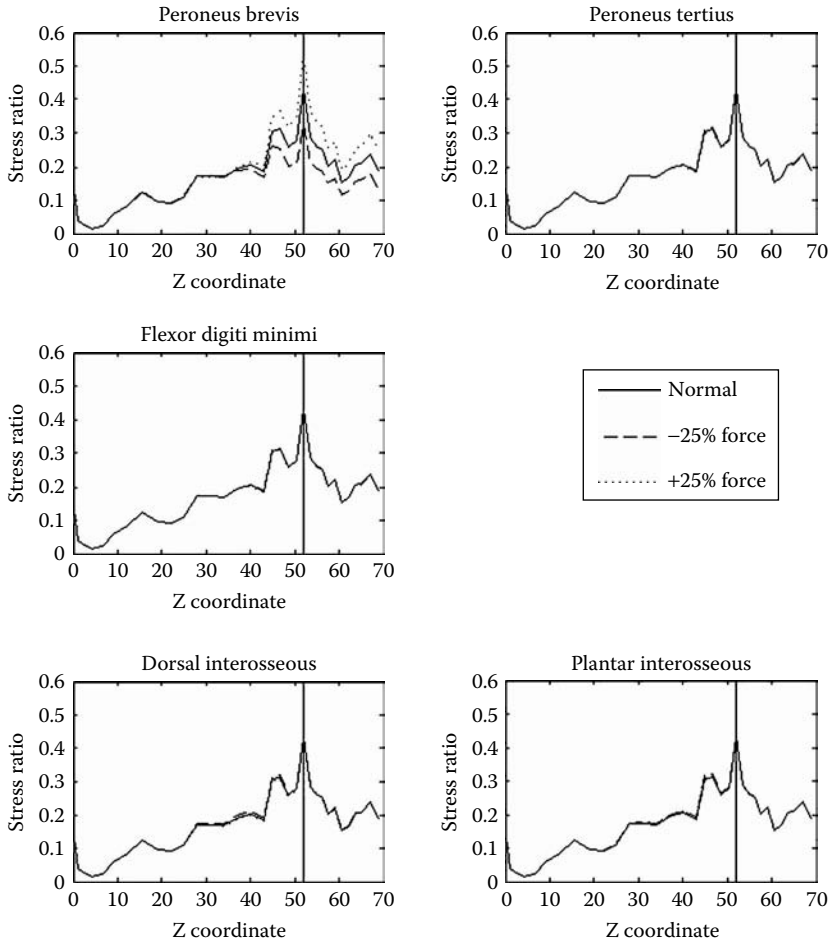 Peroneus brevis
0.6
0.5
0.4
0.3
0.2
0.1
0
Stress ratio
0 10 20 30 40 50 60 70
Z coordinate
Peroneus tertius
0.6
0.5
0.4
0.3
0.2
0.1
0
Stress ratio
0 10 20 30 40 50 60 70
Z coordinate
Flexor digiti minimi
0.6
0.5
0.4
0.3
0.2
0.1
0
Stress ratio
0 10 20 30 40 50 60 70
Z coordinate
Normal
−25% force
+25% force
Dorsal interosseous
0.6
0.5
0.4
0.3
0.2
0.1
0
Stress ratio
0 10 20 30 40 50 60 70
Z coordinate
Plantar interosseous
0.6
0.5
0.4
0.3
0.2
0.1
0
Stress ratio
0 10 20 30 40 50 60 70
Z coordinate